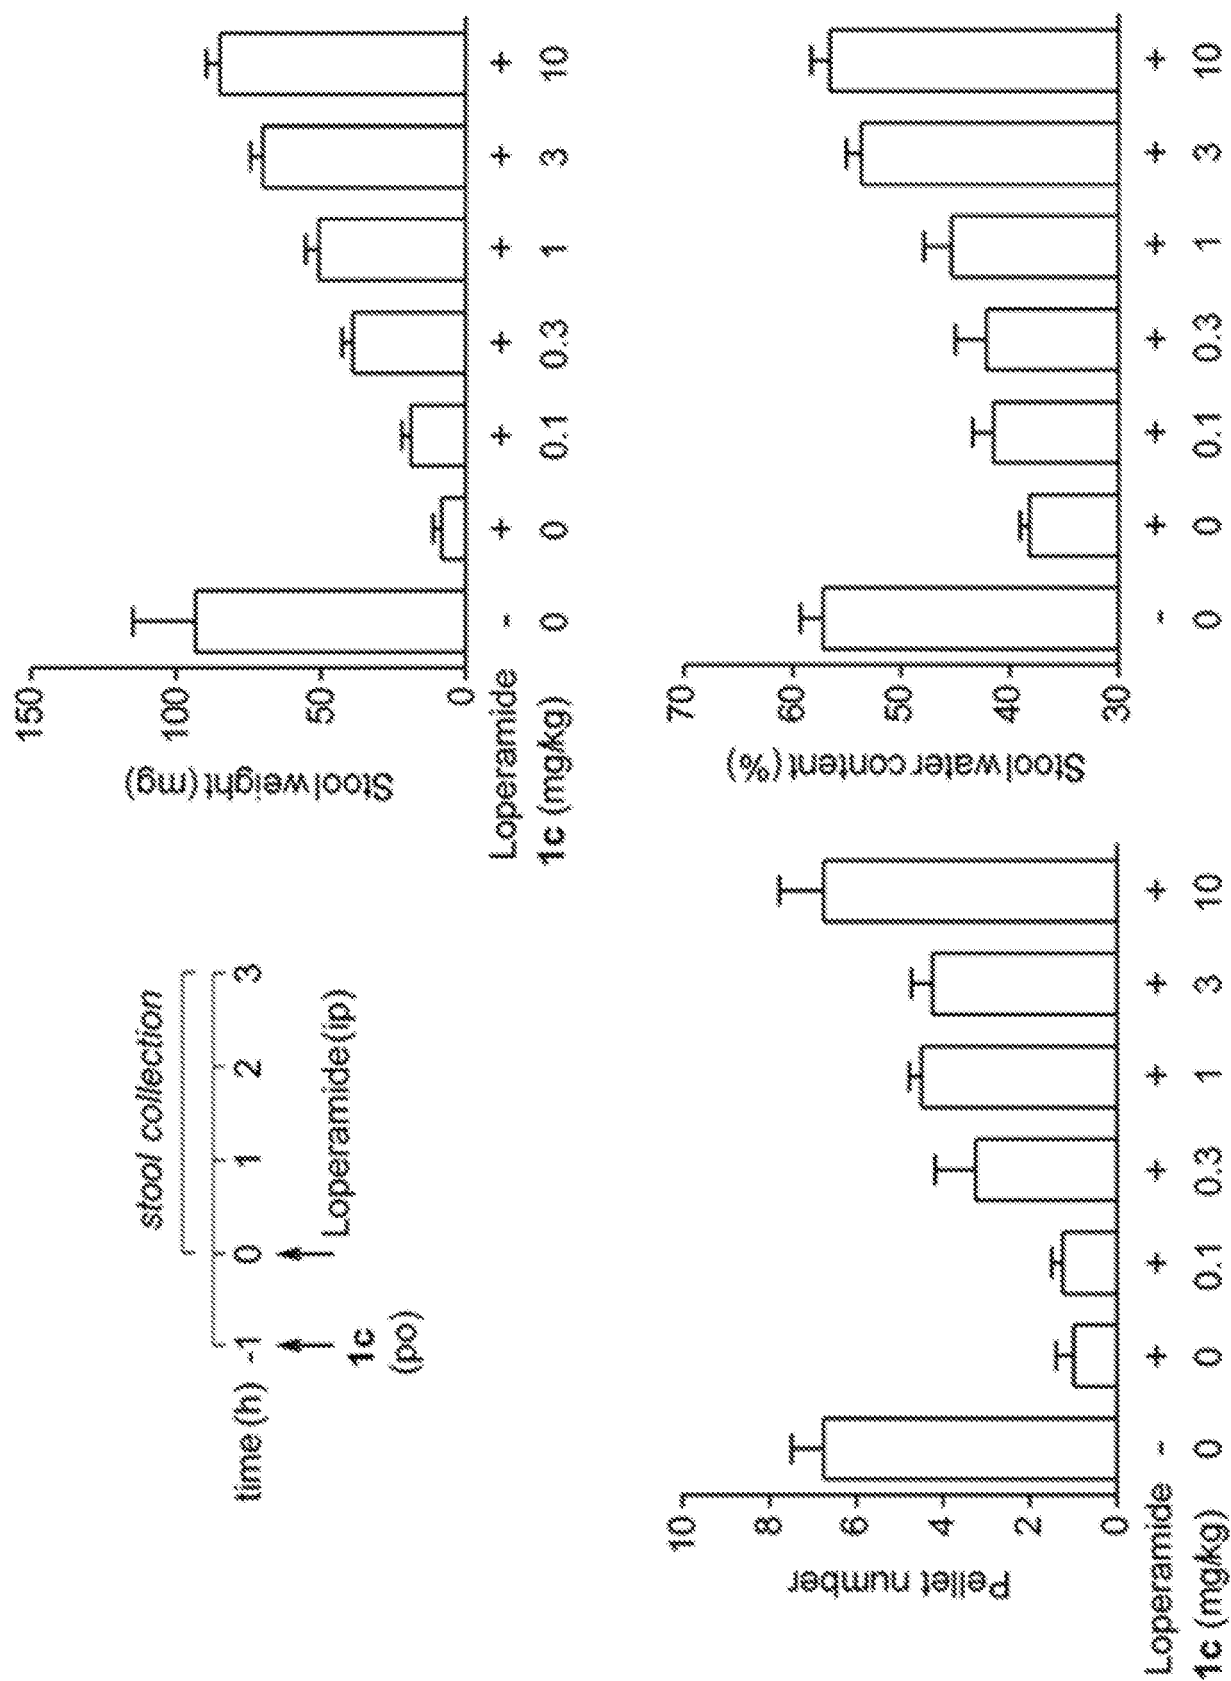 stool collection
time (h) -1 0 1 2 3
1c
(po)
Loperamide (ip)
Stool weight (mg)
150
100
50
0
Loperamide - + + + + + +
1c (mg/kg) 0 0 0.1 0.3 1 3 10
Pellet number
10
8
6
4
2
0
Loperamide - + + + + + +
1c (mg/kg) 0 0 0.1 0.3 1 3 10
Stool water content (%)
70
60
50
40
30
- + + + + + +
0 0 0.1 0.3 1 3 10